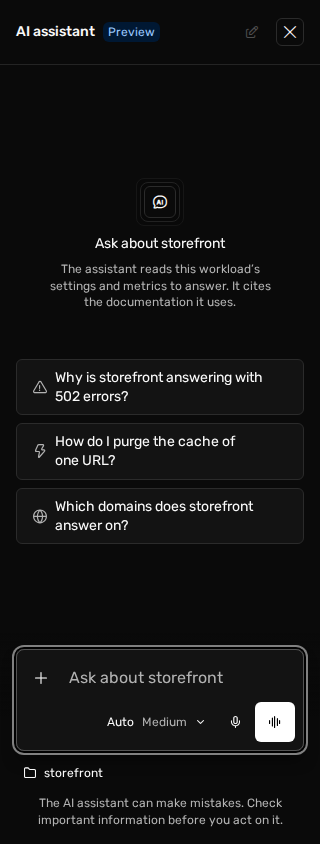 AI assistant Preview
AI
Ask about storefront
The assistant reads this workload's
settings and metrics to answer. It cites
the documentation it uses.
Why is storefront answering with
502 errors?
How do I purge the cache of
one URL?
Which domains does storefront
answer on?
Ask about storefront
Auto Medium
storefront
The AI assistant can make mistakes. Check
important information before you act on it.